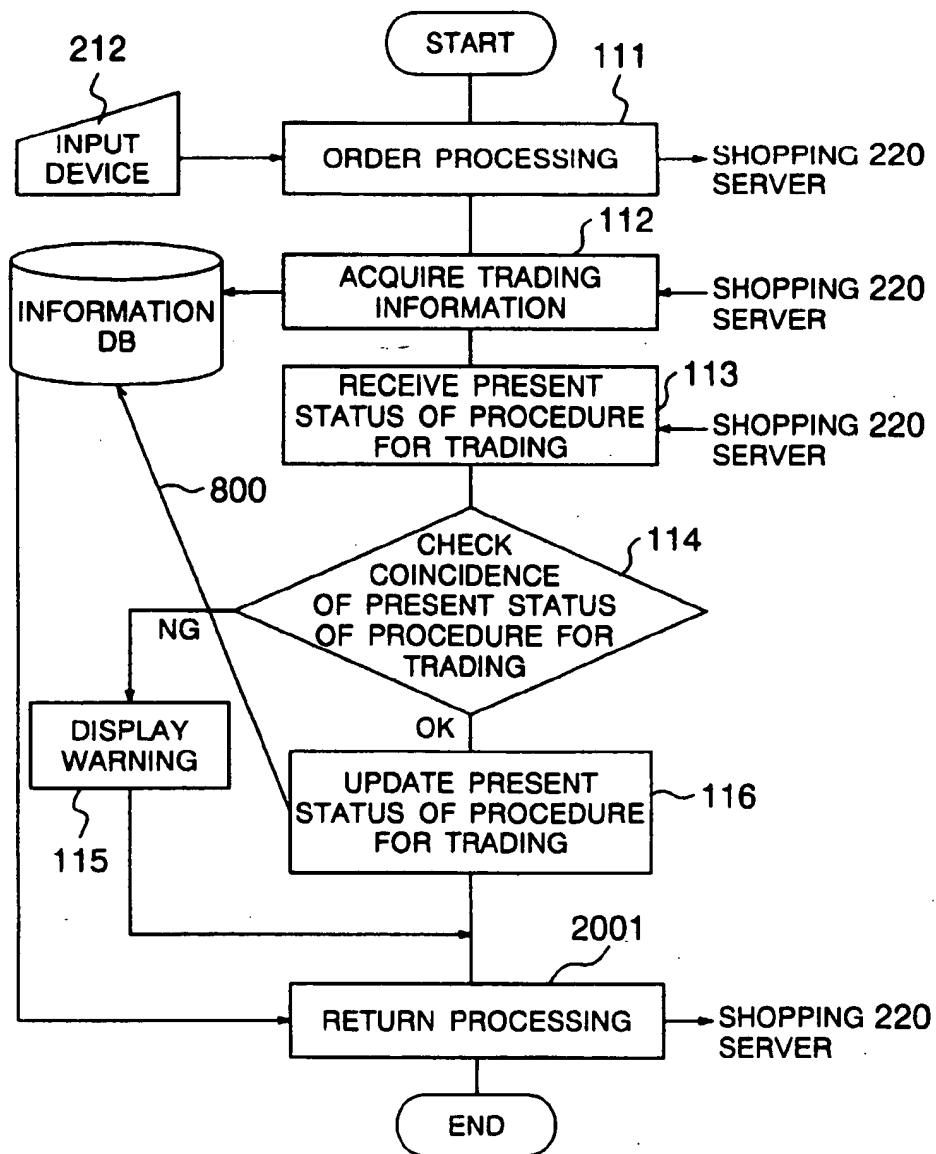 START
212
111
INPUT
DEVICE
ORDER PROCESSING
SHOPPING 220
SERVER
112
ACQUIRE TRADING
INFORMATION
SHOPPING 220
SERVER
INFORMATION
DB
RECEIVE PRESENT
STATUS OF PROCEDURE
FOR TRADING
113
SHOPPING 220
SERVER
800
CHECK
COINCIDENCE
OF PRESENT STATUS
OF PROCEDURE FOR
TRADING
114
NG
OK
DISPLAY
WARNING
115
UPDATE PRESENT
STATUS OF PROCEDURE
FOR TRADING
116
2001
RETURN PROCESSING
SHOPPING 220
SERVER
END